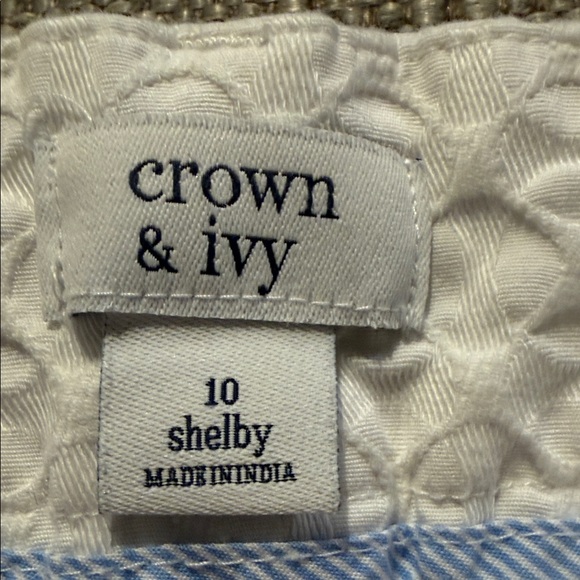 crown
& ivy
10
shelby
MADE IN INDIA